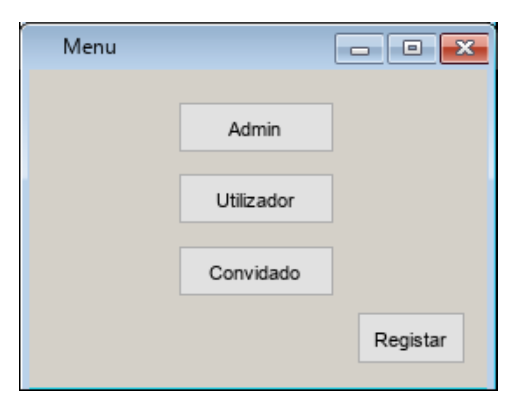 Menu
Admin
Utilizador
Convidado
Registar